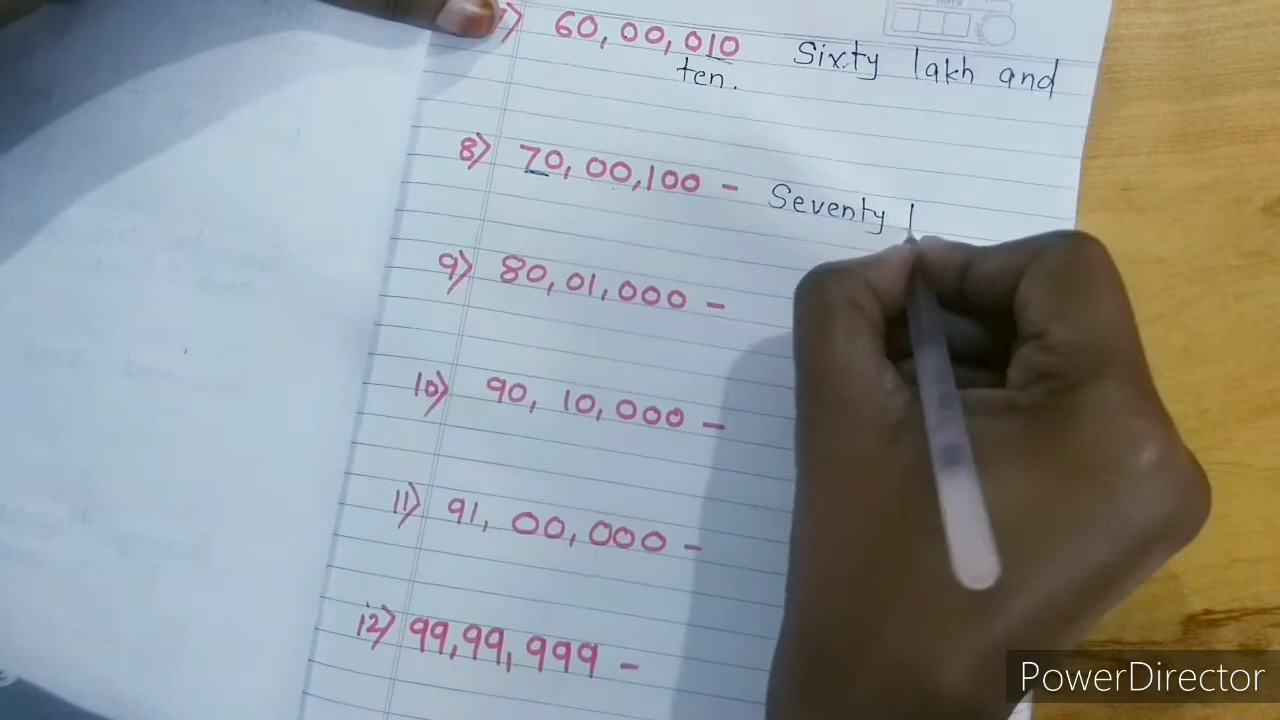 7) 60,00,010 Sixty lakh and
ten.
8) 70,00,100 - Seventy l
9) 80,01,000 -
10) 90,10,000 -
11) 91,00,000 -
12) 99,99,999 -
PowerDirector